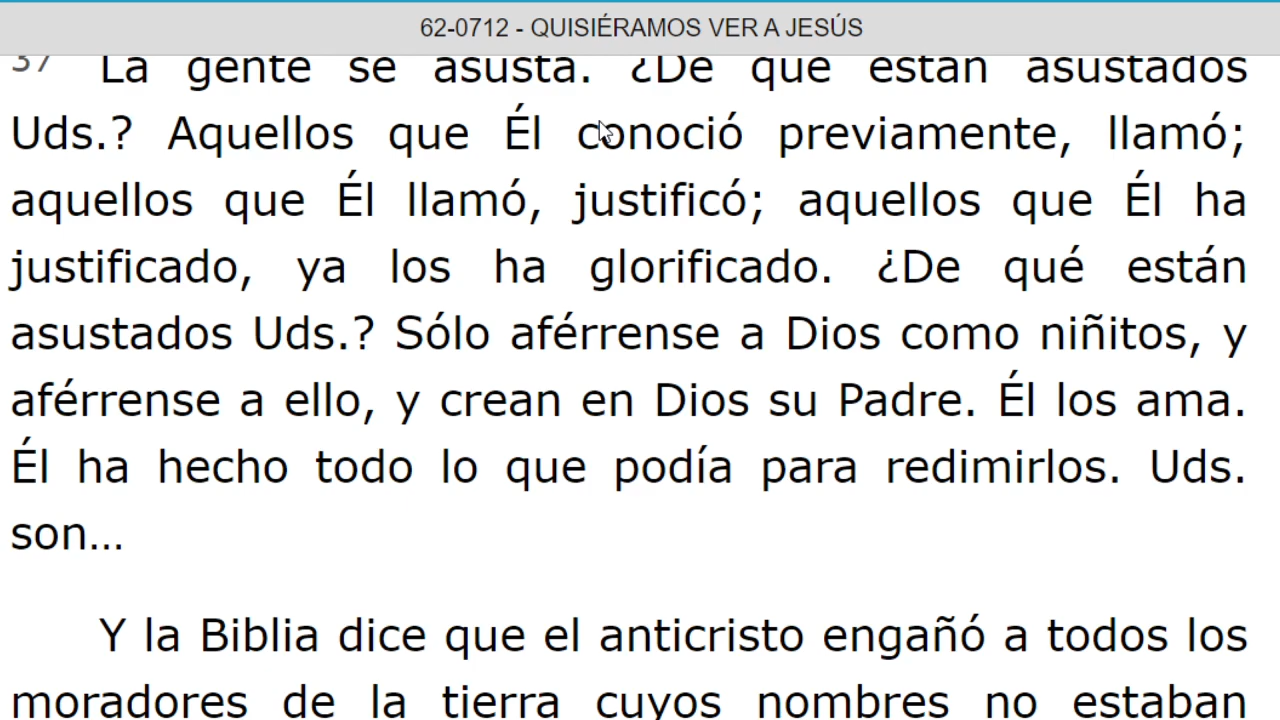 62-0712 - QUISIÉRAMOS VER A JESÚS
37 La gente se asusta. ¿De qué están asustados
Uds.? Aquellos que Él conoció previamente, llamó;
aquellos que Él llamó, justificó; aquellos que Él ha
justificado, ya los ha glorificado. ¿De qué están
asustados Uds.? Sólo aférrense a Dios como niñitos, y
aférrense a ello, y crean en Dios su Padre. Él los ama.
Él ha hecho todo lo que podía para redimirlos. Uds.
son…
Y la Biblia dice que el anticristo engañó a todos los
moradores de la tierra cuyos nombres no estaban